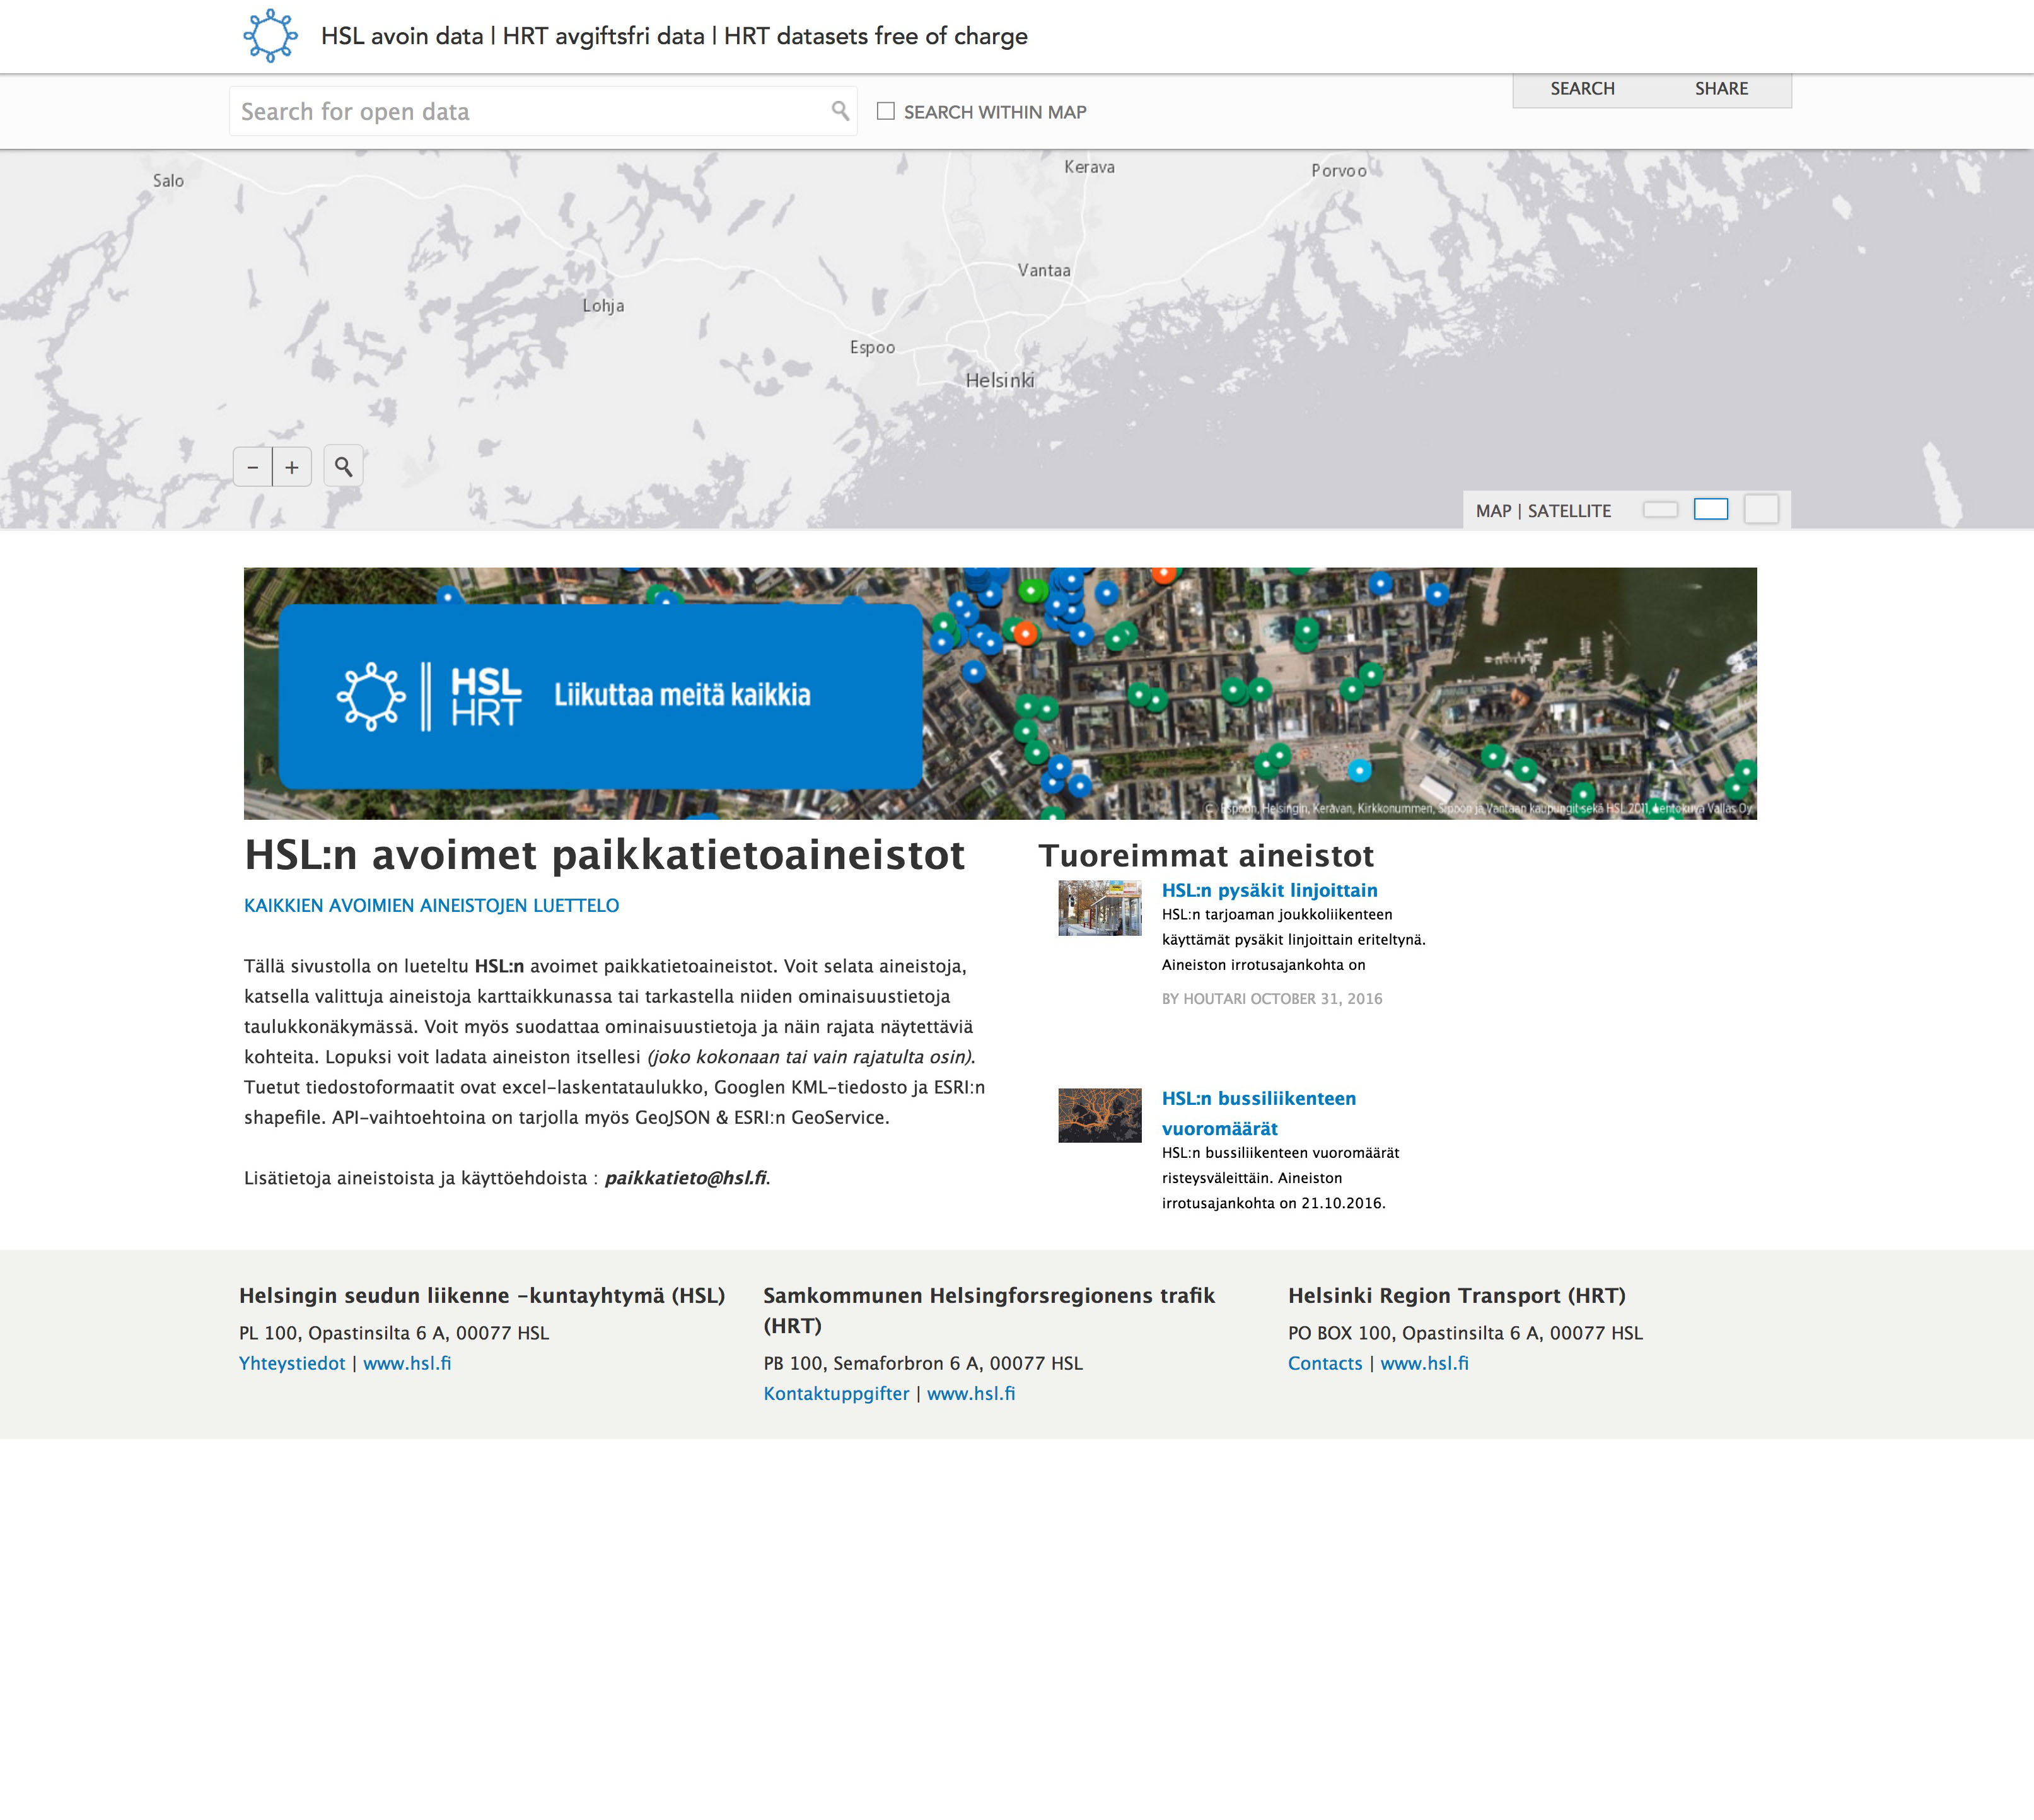 HSL avoin data | HRT avgiftsfri data | HRT datasets free of charge
Search for open data
SEARCH WITHIN MAP
SEARCH
SHARE
Salo
Kerava
Porvoo
Vantaa
Lohja
Espoo
Helsinki
− +
MAP | SATELLITE
HSL
HRT
Liikuttaa meitä kaikkia
© Espoon, Helsingin, Keravan, Kirkkonummen, Sipoon ja Vantaan kaupungit sekä HSL 2011, Lentokuva Vallas Oy
HSL:n avoimet paikkatietoaineistot
KAIKKIEN AVOIMIEN AINEISTOJEN LUETTELO
Tällä sivustolla on lueteltu HSL:n avoimet paikkatietoaineistot. Voit selata aineistoja,
katsella valittuja aineistoja karttaikkunassa tai tarkastella niiden ominaisuustietoja
taulukkonäkymässä. Voit myös suodattaa ominaisuustietoja ja näin rajata näytettäviä
kohteita. Lopuksi voit ladata aineiston itsellesi (joko kokonaan tai vain rajatulta osin).
Tuetut tiedostoformaatit ovat excel-laskentataulukko, Googlen KML-tiedosto ja ESRI:n
shapefile. API-vaihtoehtoina on tarjolla myös GeoJSON & ESRI:n GeoService.
Lisätietoja aineistoista ja käyttöehdoista : paikkatieto@hsl.fi.
Tuoreimmat aineistot
HSL:n pysäkit linjoittain
HSL:n tarjoaman joukkoliikenteen
käyttämät pysäkit linjoittain eriteltynä.
Aineiston irrotusajankohta on
BY HOUTARI OCTOBER 31, 2016
HSL:n bussiliikenteen
vuoromäärät
HSL:n bussiliikenteen vuoromäärät
risteysväleittäin. Aineiston
irrotusajankohta on 21.10.2016.
Helsingin seudun liikenne -kuntayhtymä (HSL)
PL 100, Opastinsilta 6 A, 00077 HSL
Yhteystiedot | www.hsl.fi
Samkommunen Helsingforsregionens trafik
(HRT)
PB 100, Semaforbron 6 A, 00077 HSL
Kontaktuppgifter | www.hsl.fi
Helsinki Region Transport (HRT)
PO BOX 100, Opastinsilta 6 A, 00077 HSL
Contacts | www.hsl.fi